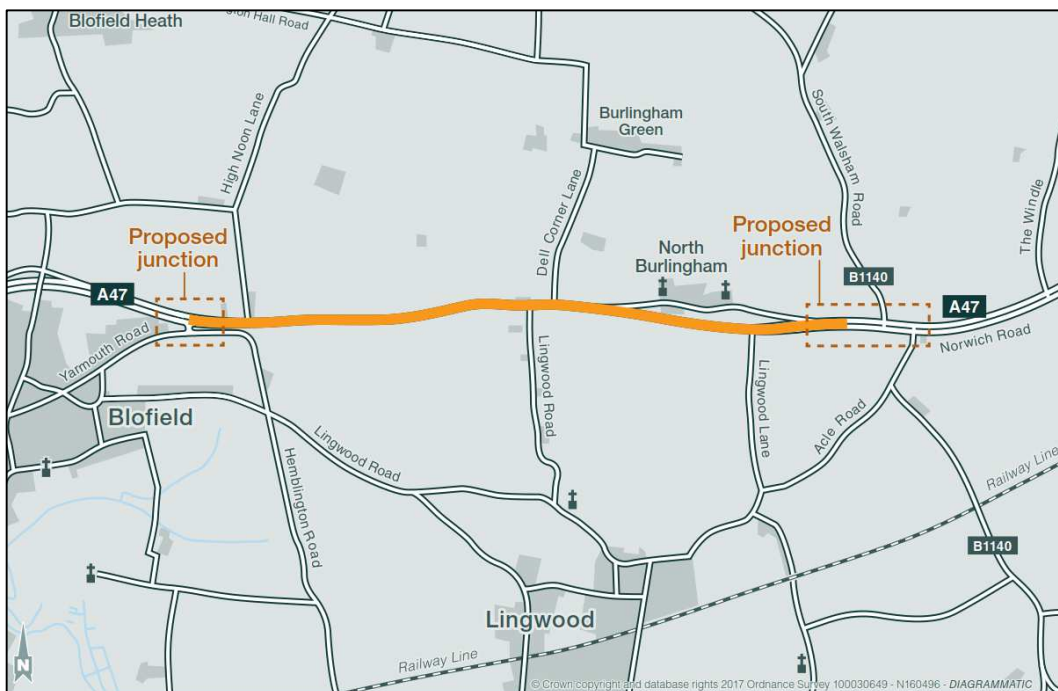 Blofield Heath
gton Hall Road
High Noon Lane
Burlingham
Green
South Walsham Road
The Windle
Dell Corner Lane
Proposed
junction
North
Burlingham
Proposed
junction
B1140
A47
A47
Norwich Road
Yarmouth Road
Blofield
Lingwood Road
Hemblington Road
Lingwood Road
Lingwood Lane
Acle Road
Railway Line
B1140
Lingwood
Railway Line
N
© Crown copyright and database rights 2017 Ordnance Survey 100030649 - N160496 - DIAGRAMMATIC